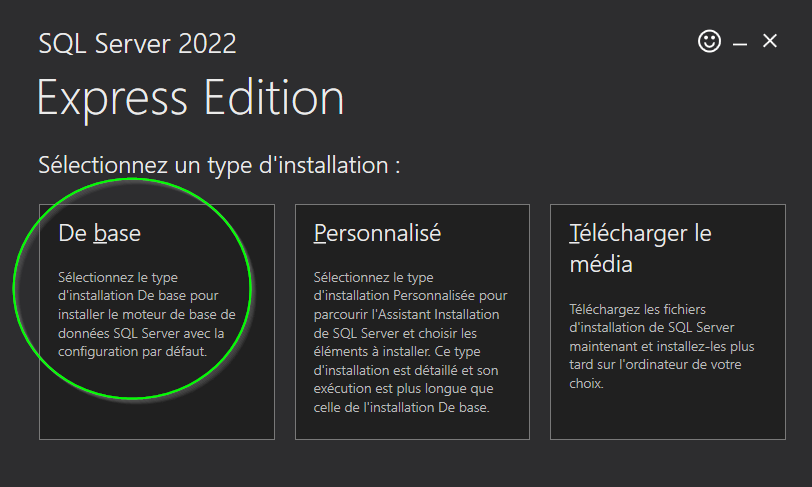 SQL Server 2022
Express Edition
Sélectionnez un type d'installation :
De base
Sélectionnez le type
d'installation De base pour
installer le moteur de base de
données SQL Server avec la
configuration par défaut.
Personnalisé
Sélectionnez le type
d'installation Personnalisée pour
parcourir l'Assistant Installation
de SQL Server et choisir les
éléments à installer. Ce type
d'installation est détaillé et son
exécution est plus longue que
celle de l'installation De base.
Télécharger le
média
Téléchargez les fichiers
d'installation de SQL Server
maintenant et installez-les plus
tard sur l'ordinateur de votre
choix.